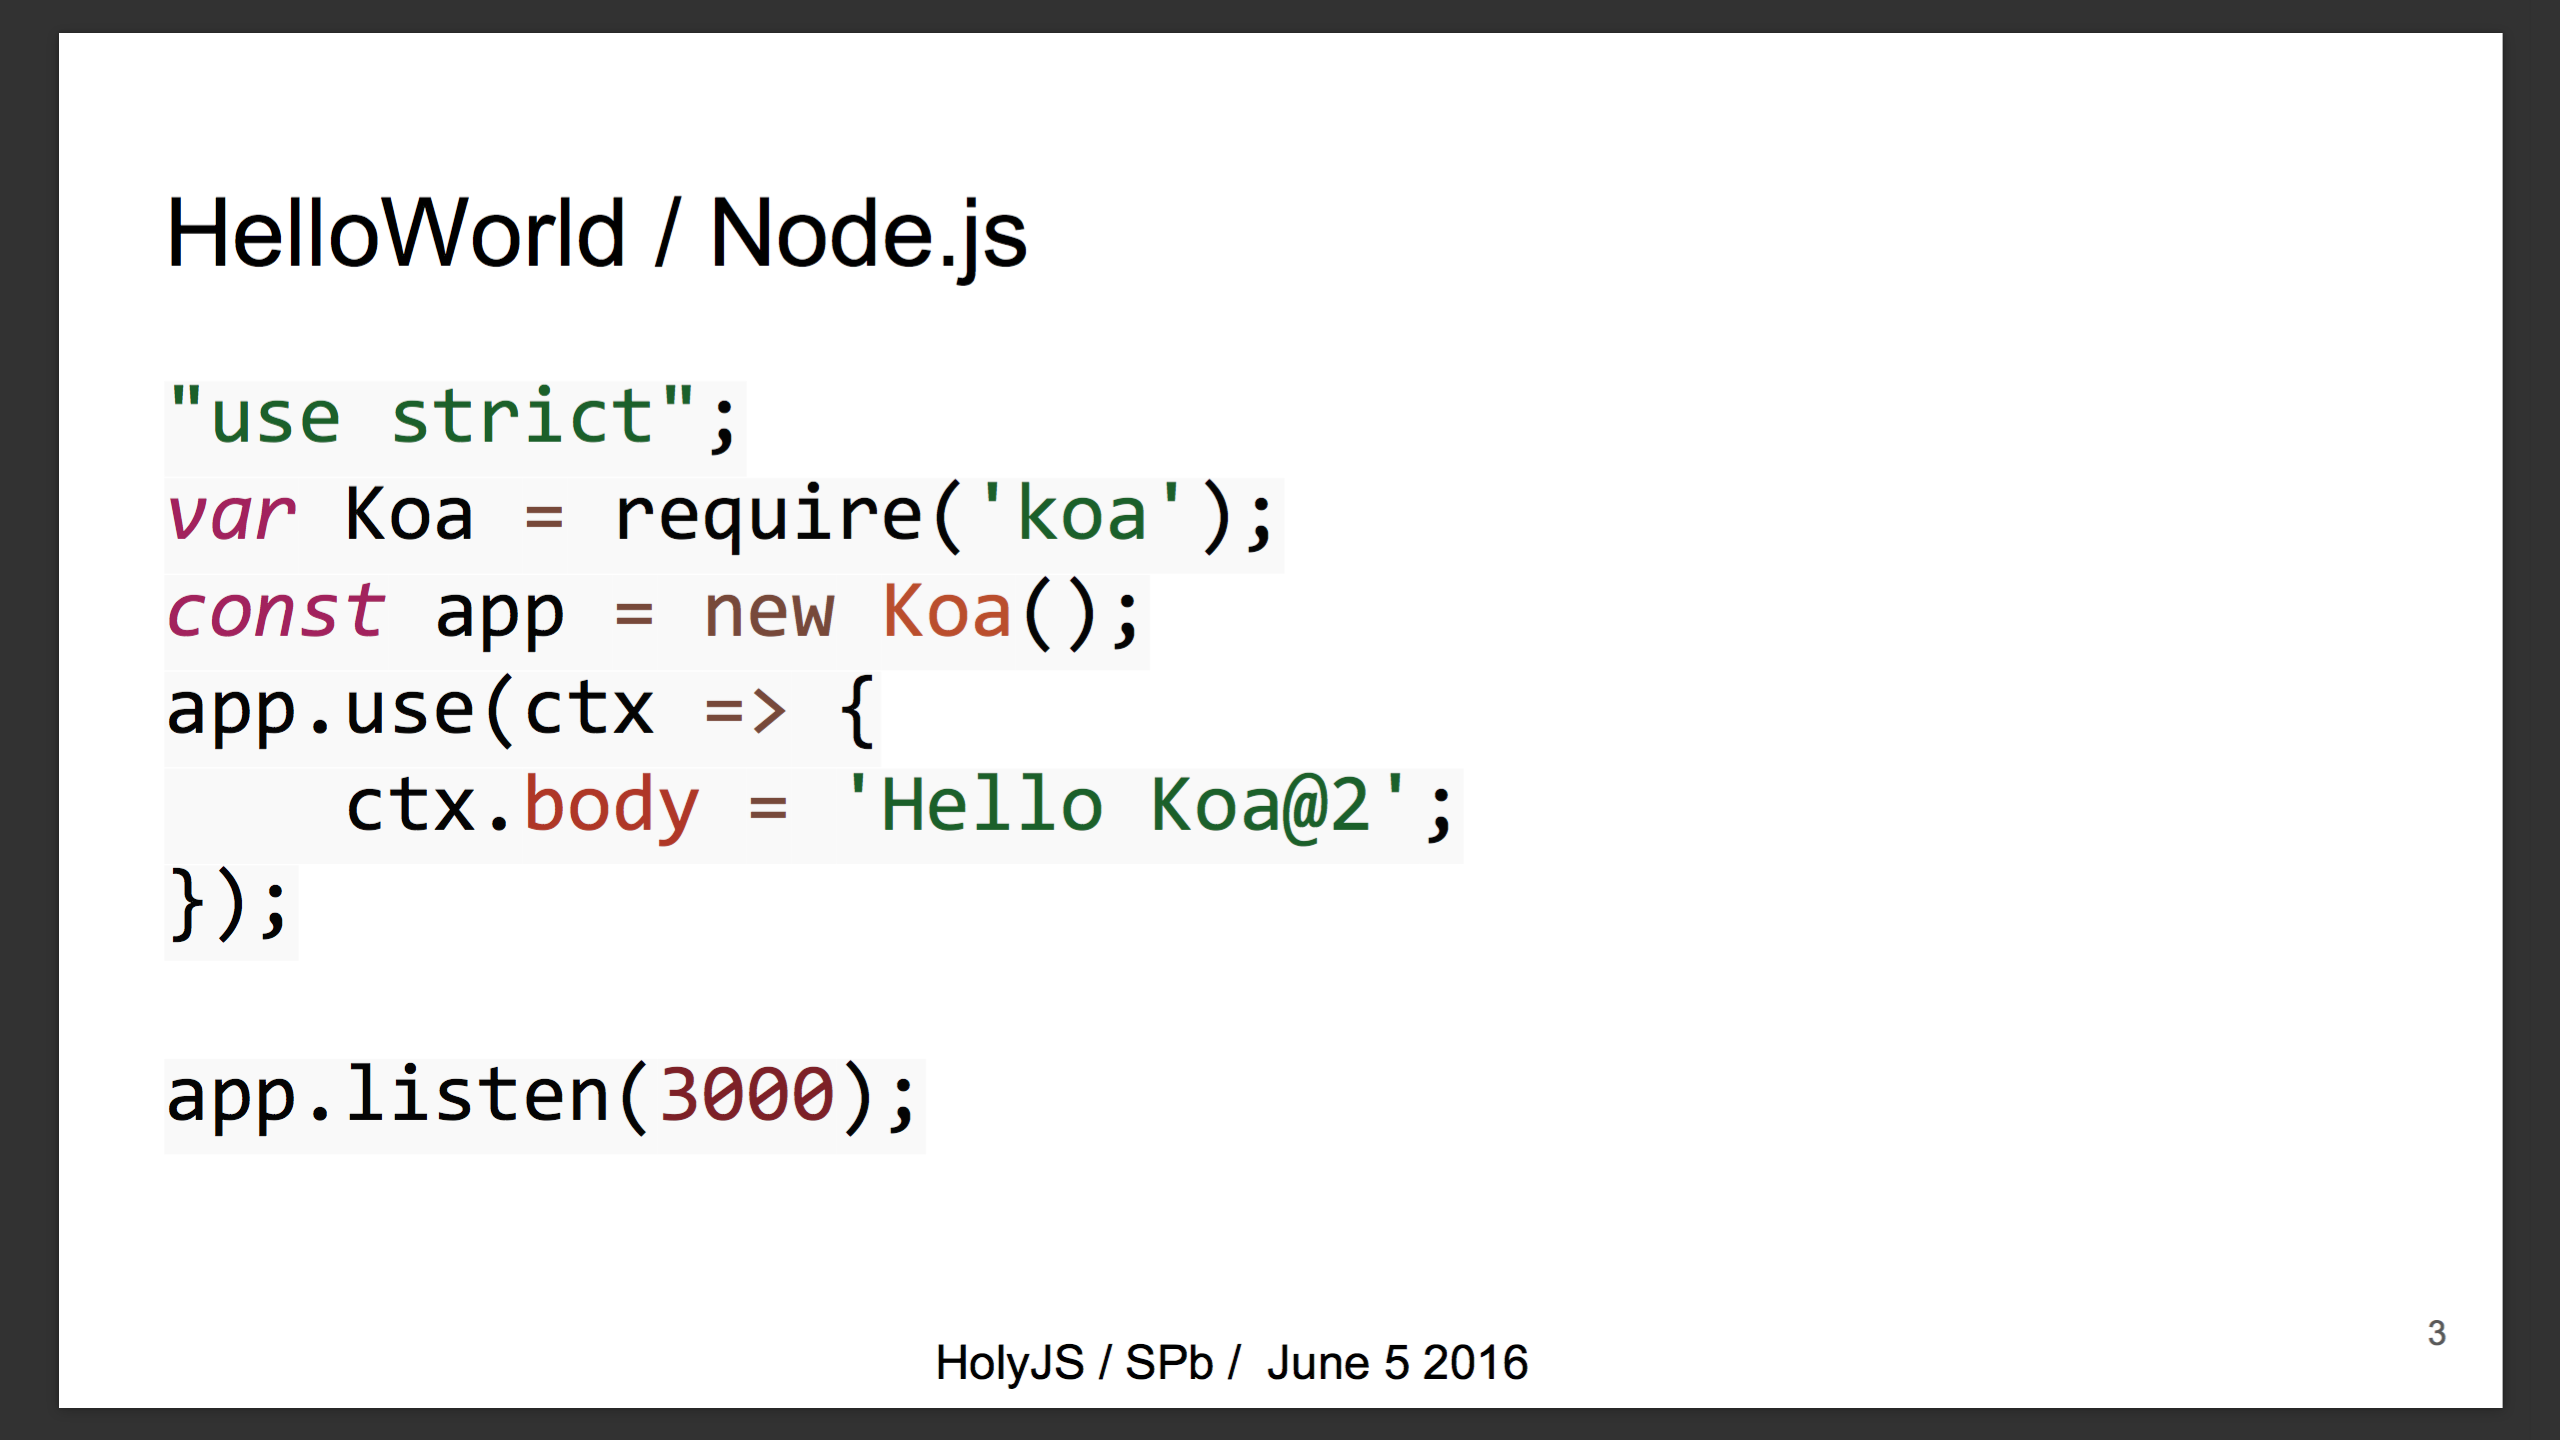 HelloWorld / Node.js
"use strict";
var Koa = require('koa');
const app = new Koa();
app.use(ctx => {
    ctx.body = 'Hello Koa@2';
});
app.listen(3000);
3
HolyJS / SPb /  June 5 2016